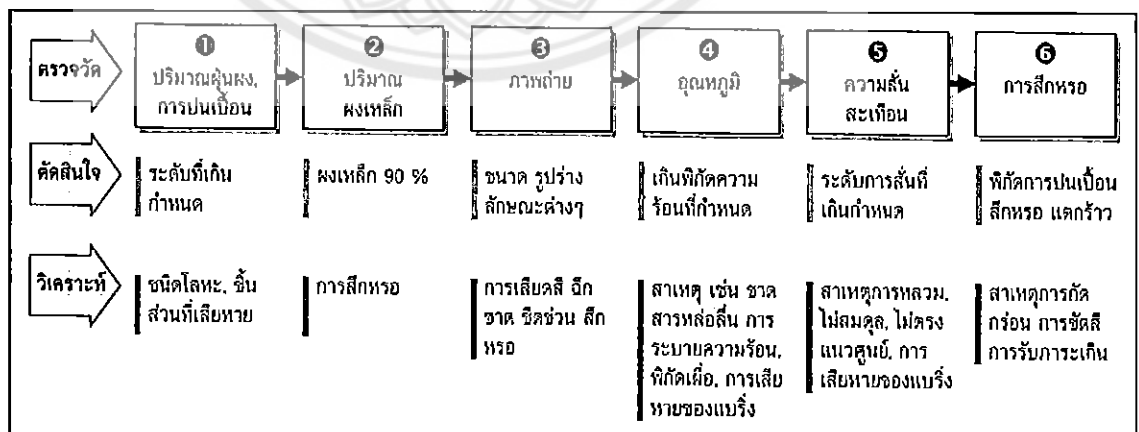 ตรวจวัด
❶
ปริมาณฝุ่นผง,
การปนเปื้อน
❷
ปริมาณ
ผงเหล็ก
❸
ภาพถ่าย
❹
อุณหภูมิ
❺
ความสั่น
สะเทือน
❻
การสึกหรอ
ตัดสินใจ
ระดับที่เกิน
กำหนด
ผงเหล็ก 90 %
ขนาด รูปร่าง
ลักษณะต่างๆ
เกินพิกัดความ
ร้อนที่กำหนด
ระดับการสั่นที่
เกินกำหนด
พิกัดการปนเปื้อน
สึกหรอ แตกร้าว
วิเคราะห์
ชนิดโลหะ, ชิ้น
ส่วนที่เสียหาย
การสึกหรอ
การเสียดสี ฉีก
ขาด ขีดข่วน สึก
หรอ
สาเหตุ เช่น ขาด
สารหล่อลื่น การ
ระบายความร้อน,
พิกัดเผื่อ, การเสีย
หายของแบริ่ง
สาเหตุการหลวม,
ไม่สมดุล, ไม่ตรง
แนวศูนย์, การ
เสียหายของแบริ่ง
สาเหตุการกัด
กร่อน การขัดสี
การรับภาระเกิน